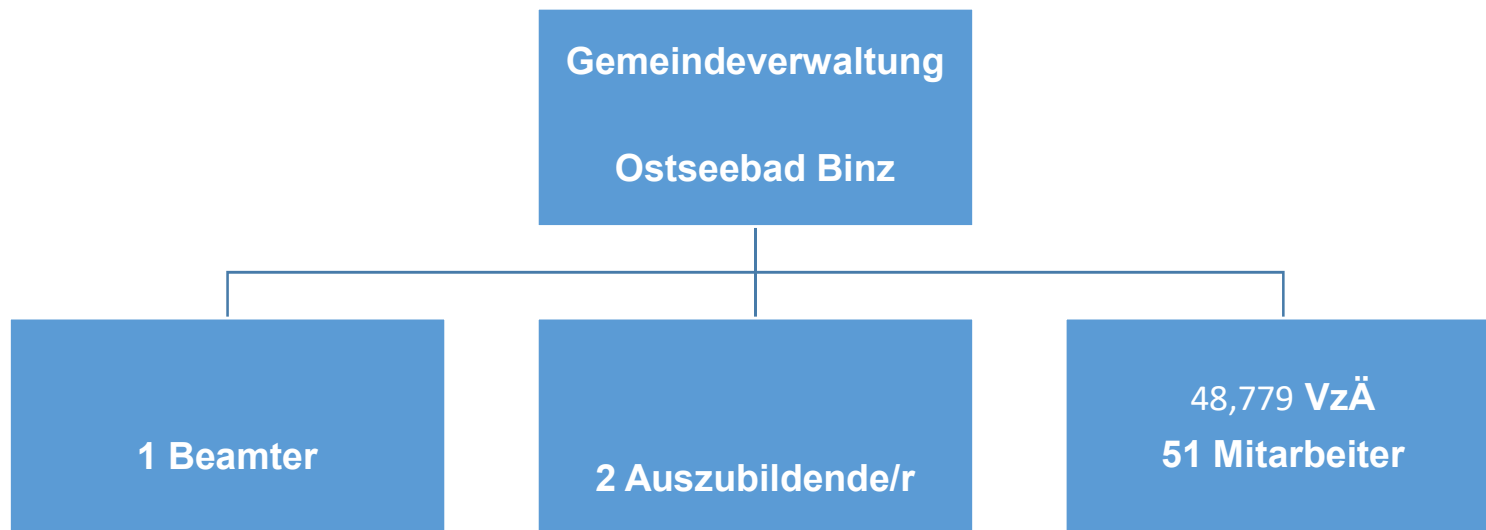 Gemeindeverwaltung
Ostseebad Binz
1 Beamter
2 Auszubildende/r
48,779 VzÄ
51 Mitarbeiter